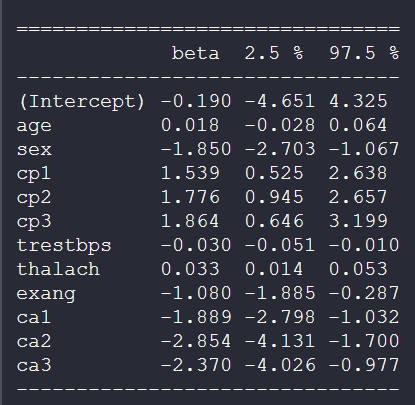 ==================================
beta 2.5 % 97.5 %
----------------------------------
(Intercept) -0.190 -4.651 4.325
age 0.018 -0.028 0.064
sex -1.850 -2.703 -1.067
cp1 1.539 0.525 2.638
cp2 1.776 0.945 2.657
cp3 1.864 0.646 3.199
trestbps -0.030 -0.051 -0.010
thalach 0.033 0.014 0.053
exang -1.080 -1.885 -0.287
ca1 -1.889 -2.798 -1.032
ca2 -2.854 -4.131 -1.700
ca3 -2.370 -4.026 -0.977
----------------------------------